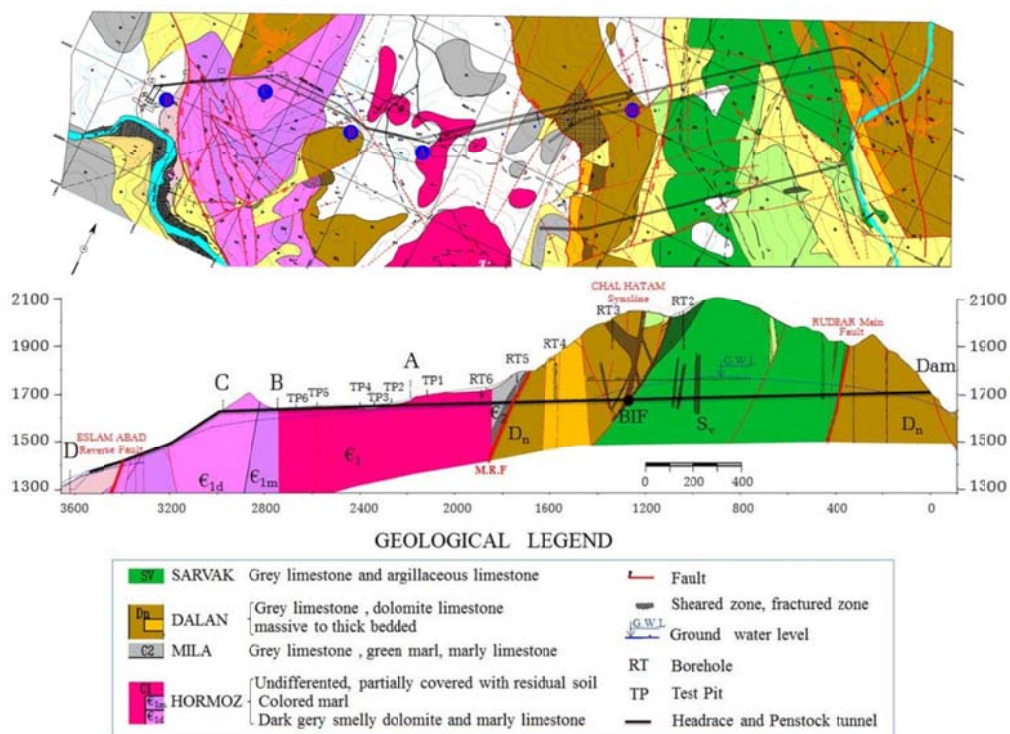 CHAL HATAM
Syncline
2100
2100
RT3
RT2
RUDBAR Main
Fault
1900
1900
RT4
G.W.L
Dam
A
RT5
C
B
RT6
TP1
TP2
TP4
TP3
TP5
TP6
1700
1700
BIF
Sv
Dn
Dn
D
ESLAM ABAD
Reverse Fault
1500
1500
Є1
M.R.F
Є1d
Є1m
1300
1300
0 200 400
3600 3200 2800 2400 2000 1600 1200 800 400 0
GEOLOGICAL LEGEND
SV SARVAK Grey limestone and argillaceous limestone
Dn DALAN Grey limestone , dolomite limestone
massive to thick bedded
C2 MILA Grey limestone , green marl, marly limestone
C1 HORMOZ Undifferented, partially covered with residual soil
Є1m Colored marl
Є1d Dark gery smelly dolomite and marly limestone
Fault
Sheared zone, fractured zone
G.W.L Ground water level
RT Borehole
TP Test Pit
Headrace and Penstock tunnel